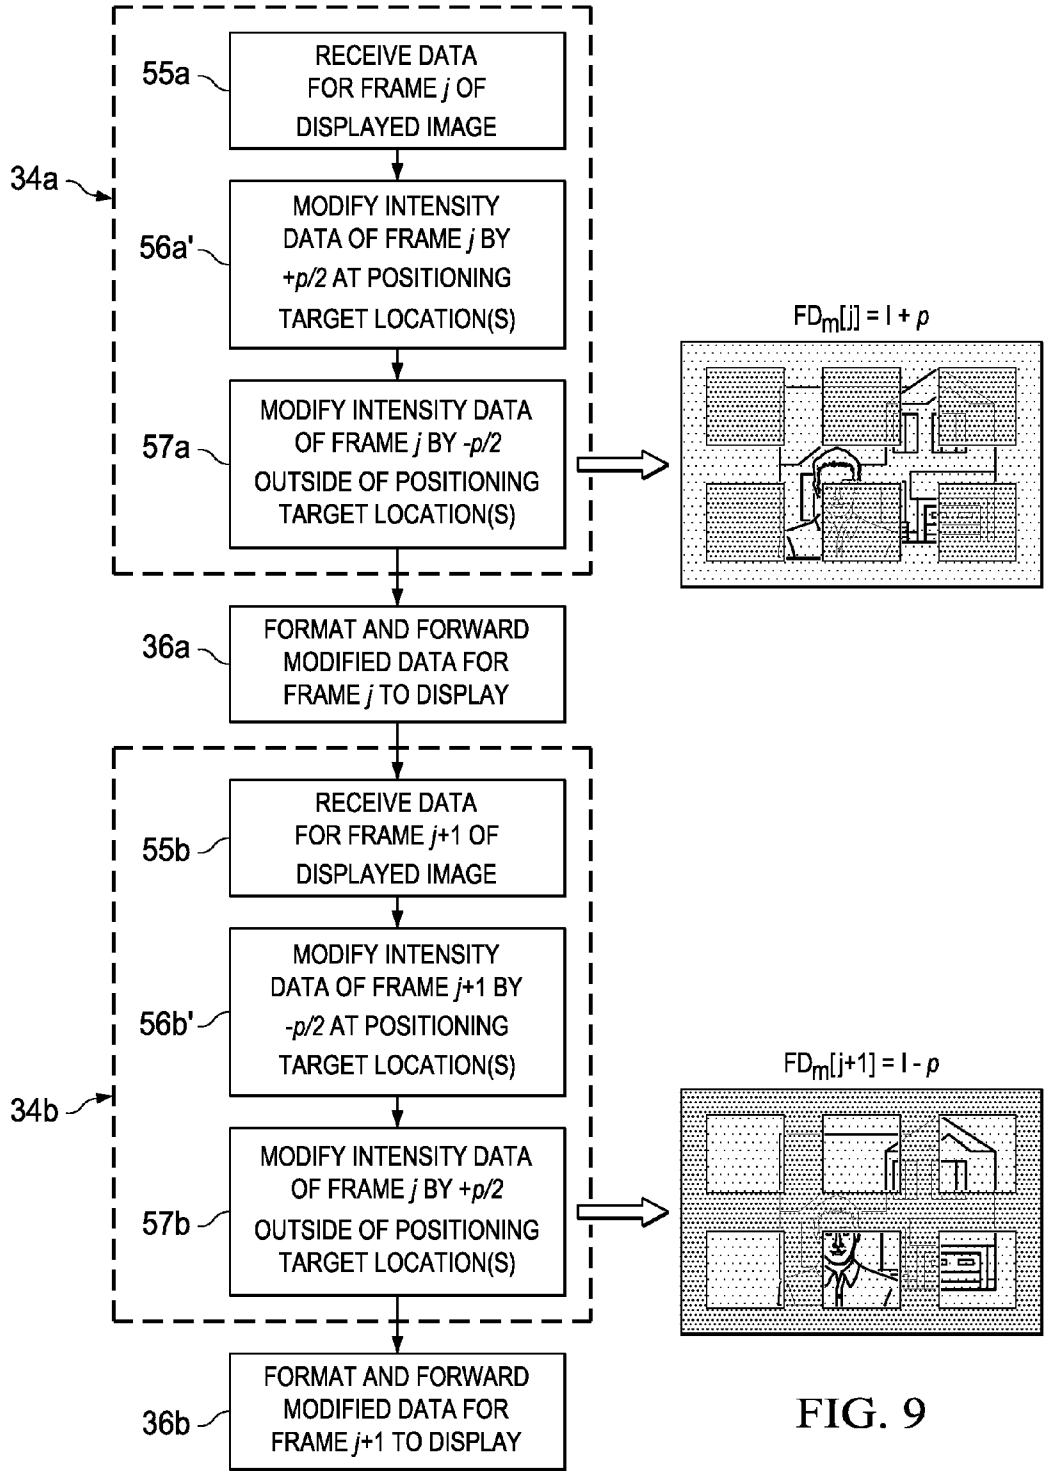 55a
RECEIVE DATA
FOR FRAME j OF
DISPLAYED IMAGE
34a
56a'
MODIFY INTENSITY
DATA OF FRAME j BY
+p/2 AT POSITIONING
TARGET LOCATION(S)
57a
MODIFY INTENSITY DATA
OF FRAME j BY -p/2
OUTSIDE OF POSITIONING
TARGET LOCATION(S)
FDm[j] = I + p
36a
FORMAT AND FORWARD
MODIFIED DATA FOR
FRAME j TO DISPLAY
55b
RECEIVE DATA
FOR FRAME j+1 OF
DISPLAYED IMAGE
56b'
MODIFY INTENSITY
DATA OF FRAME j+1 BY
-p/2 AT POSITIONING
TARGET LOCATION(S)
34b
57b
MODIFY INTENSITY DATA
OF FRAME j BY +p/2
OUTSIDE OF POSITIONING
TARGET LOCATION(S)
FDm[j+1] = I - p
36b
FORMAT AND FORWARD
MODIFIED DATA FOR
FRAME j+1 TO DISPLAY
FIG. 9